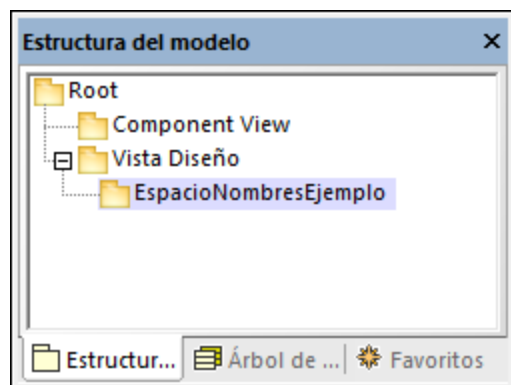 Estructura del modelo
Root
Component View
Vista Diseño
EspacioNombresEjemplo
Estructur... Árbol de ... Favoritos